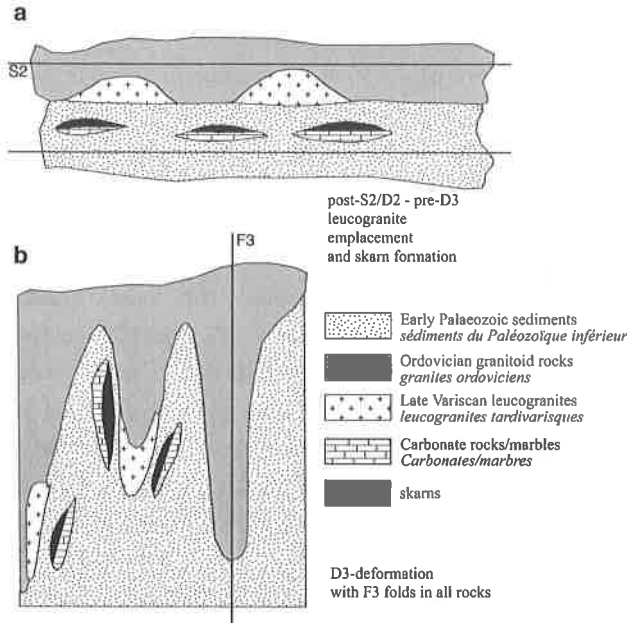 a
S2
post-S2/D2 - pre-D3
leucogranite
emplacement
and skarn formation
b
F3
Early Palaeozoic sediments
sédiments du Paléozoïque inférieur
Ordovician granitoid rocks
granites ordoviciens
Late Variscan leucogranites
leucogranites tardivarisques
Carbonate rocks/marbles
Carbonates/marbres
skarns
D3-deformation
with F3 folds in all rocks